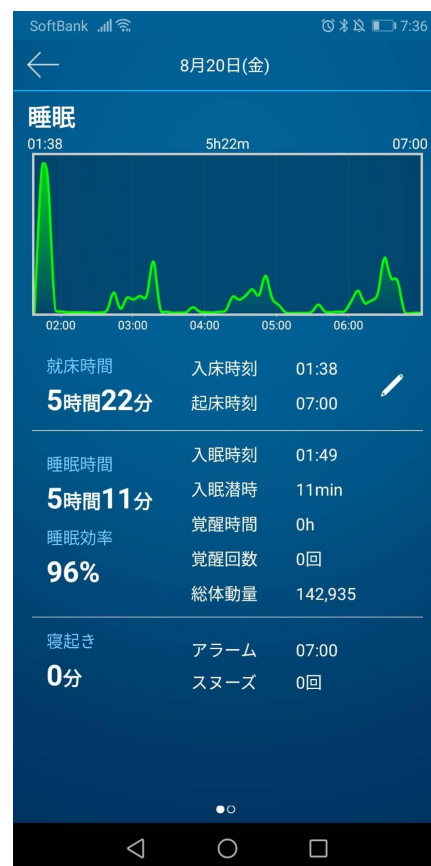 SoftBank 7:36
8月20日(金)
睡眠
01:38 5h22m 07:00
02:00 03:00 04:00 05:00 06:00
就床時間
5時間22分
入床時刻 01:38
起床時刻 07:00
睡眠時間
5時間11分
睡眠効率
96%
入眠時刻 01:49
入眠潜時 11min
覚醒時間 0h
覚醒回数 0回
総体動量 142,935
寝起き
0分
アラーム 07:00
スヌーズ 0回